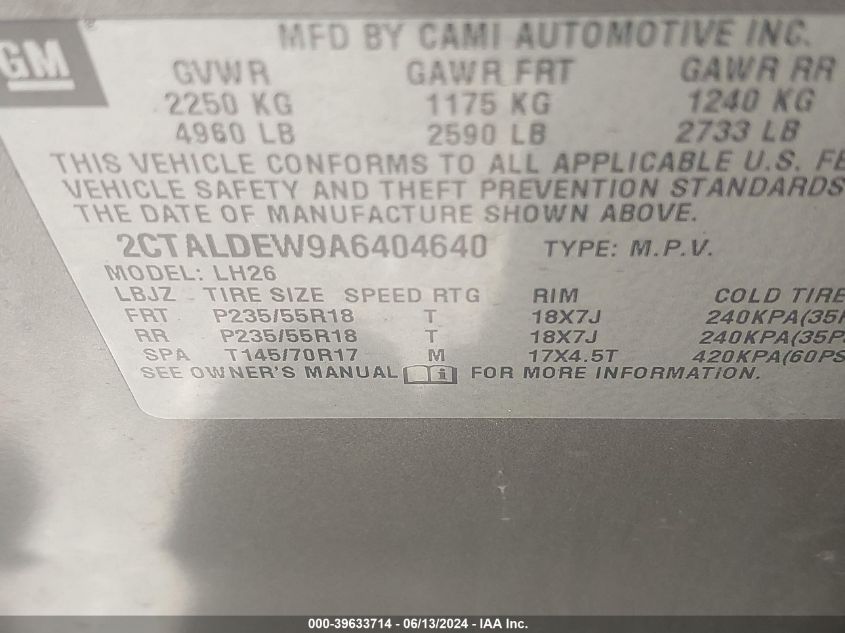 GM ®
MFD BY CAMI AUTOMOTIVE INC.
GVWR GAWR FRT GAWR RR
2250 KG 1175 KG 1240 KG
4960 LB 2590 LB 2733 LB
THIS VEHICLE CONFORMS TO ALL APPLICABLE U.S. FE
VEHICLE SAFETY AND THEFT PREVENTION STANDARDS
THE DATE OF MANUFACTURE SHOWN ABOVE.
2CTALDEW9A6404640 TYPE: M.P.V.
MODEL: LH26
LBJZ TIRE SIZE SPEED RTG RIM COLD TIRE
FRT P235/55R18 T 18X7J 240KPA(35P
RR P235/55R18 T 18X7J 240KPA(35PS
SPA T145/70R17 M 17X4.5T 420KPA(60PS
SEE OWNER'S MANUAL i FOR MORE INFORMATION.
000-39633714 - 06/13/2024 - IAA Inc.